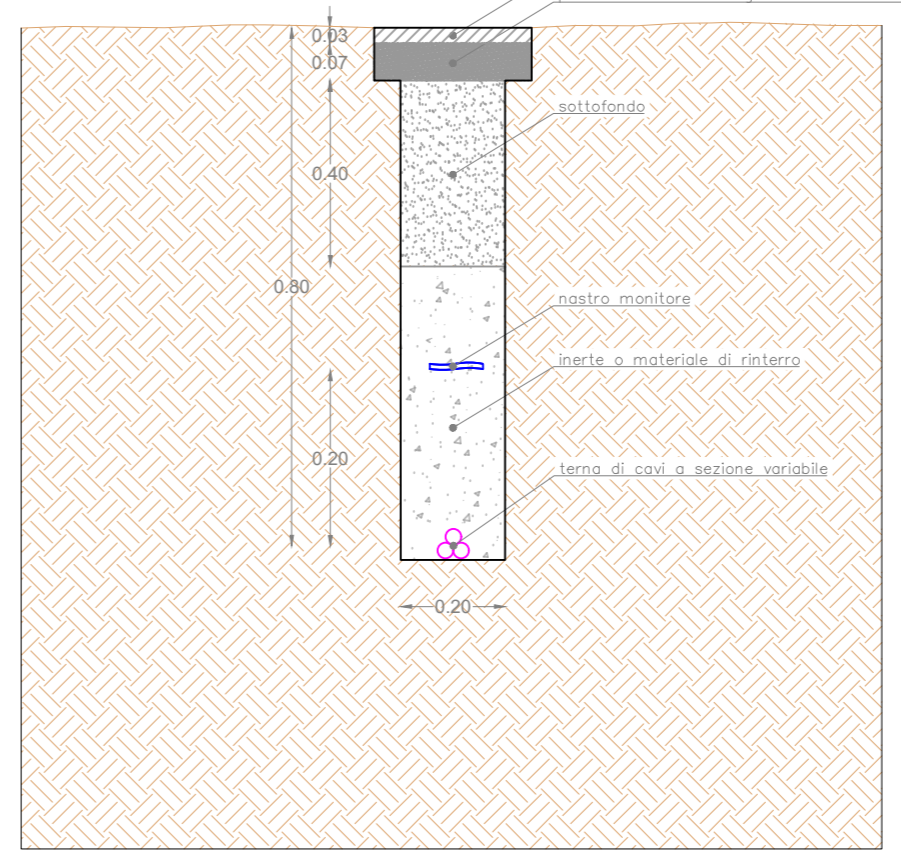 0.03
0.07
sottofondo
0.40
0.80
nastro monitore
inerte o materiale di rinterro
0.20
terna di cavi a sezione variabile
0.20